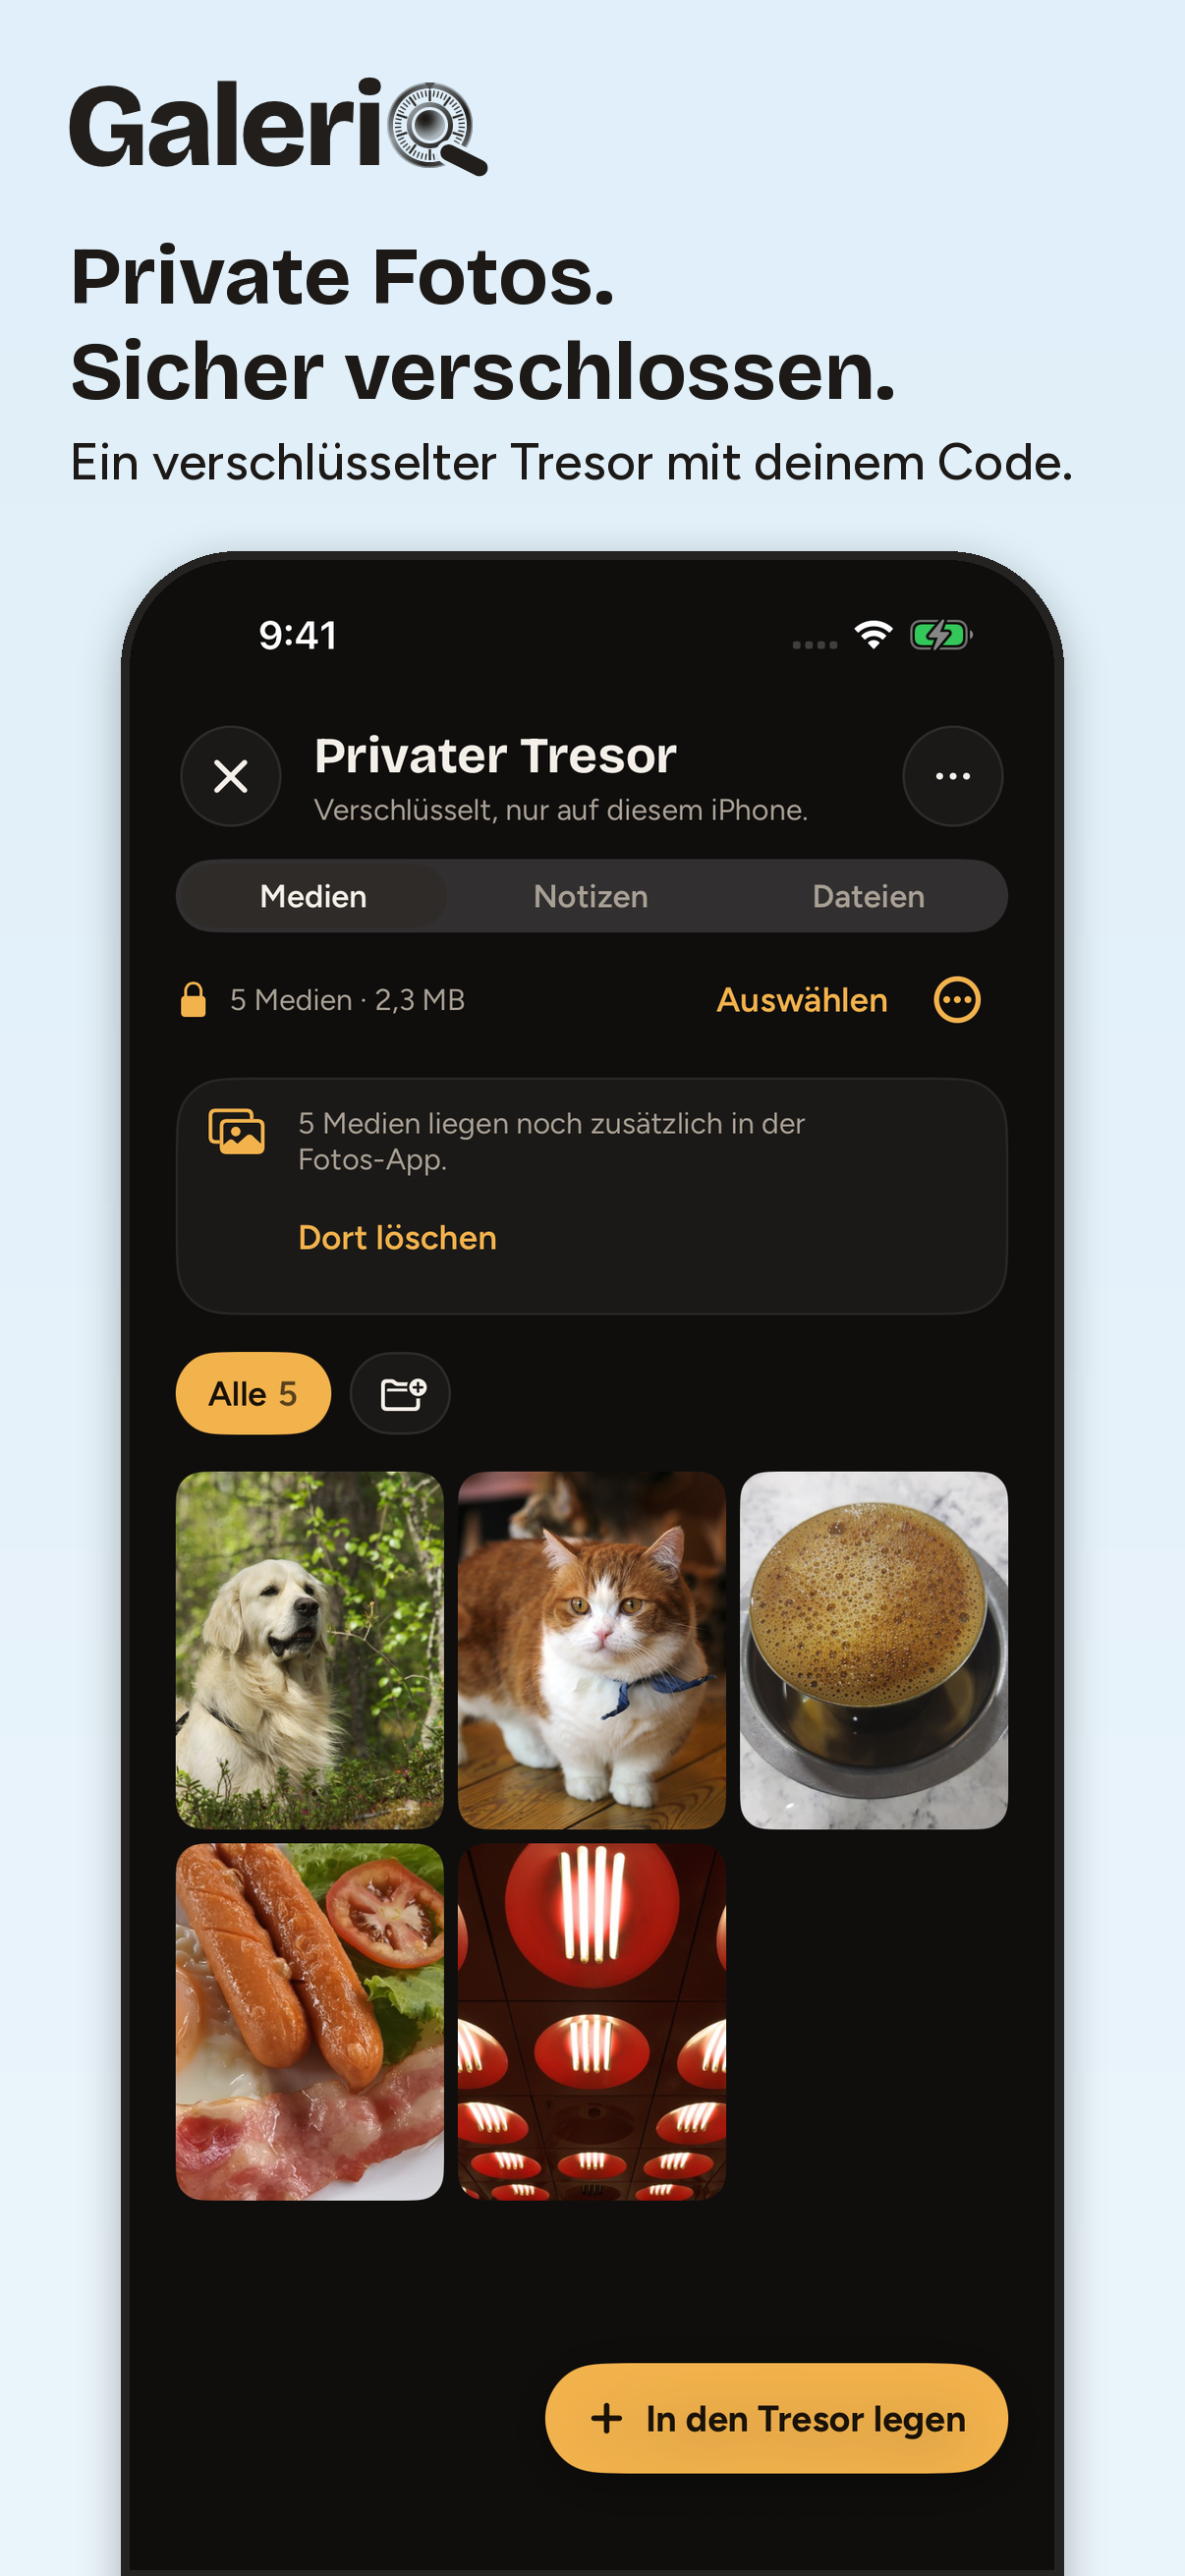 GaleriQ
Private Fotos.
Sicher verschlossen.
Ein verschlüsselter Tresor mit deinem Code.
9:41
Privater Tresor
Verschlüsselt, nur auf diesem iPhone.
Medien Notizen Dateien
5 Medien · 2,3 MB Auswählen
5 Medien liegen noch zusätzlich in der
Fotos-App.
Dort löschen
Alle 5
In den Tresor legen